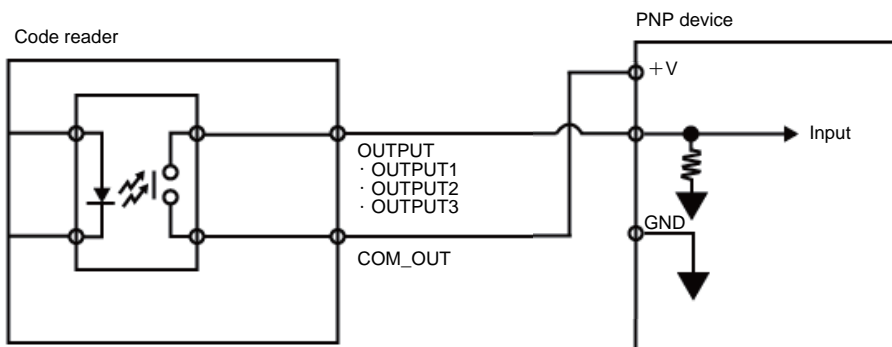 PNP device
Code reader
＋V
Input
OUTPUT
· OUTPUT1
· OUTPUT2
· OUTPUT3
GND
COM_OUT